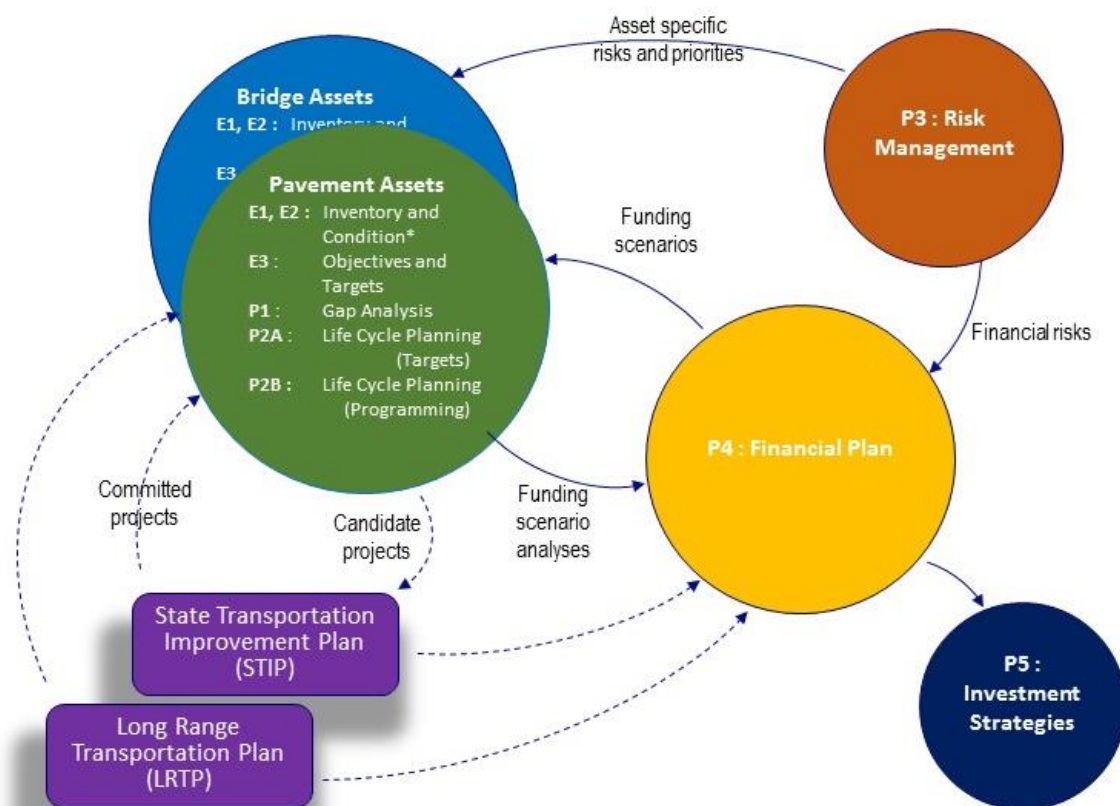 Asset specific
risks and priorities
Bridge Assets
E1, E2 : Inventory and
E3
P3 : Risk
Management
Pavement Assets
E1, E2 : Inventory and
Condition*
E3 : Objectives and
Targets
P1 : Gap Analysis
P2A : Life Cycle Planning
(Targets)
P2B : Life Cycle Planning
(Programming)
Funding
scenarios
Financial risks
P4 : Financial Plan
Committed
projects
Candidate
projects
Funding
scenario
analyses
State Transportation
Improvement Plan
(STIP)
Long Range
Transportation Plan
(LRTP)
P5 :
Investment
Strategies